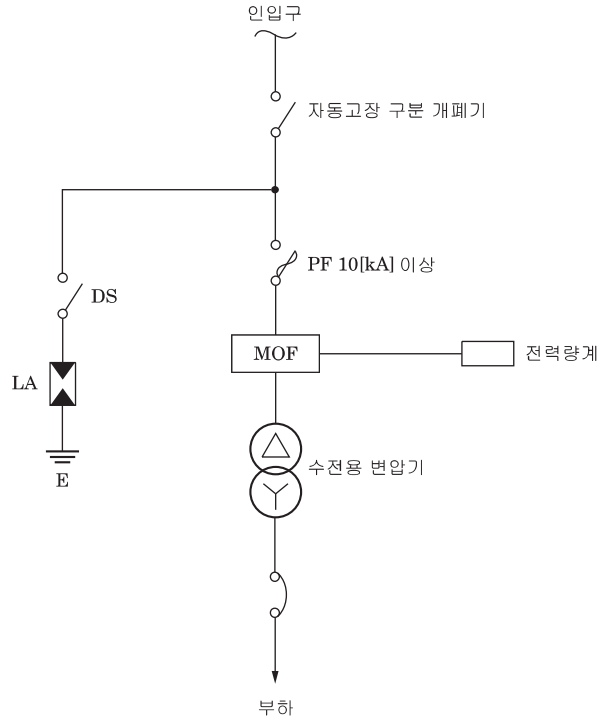 인입구
자동고장 구분 개폐기
PF 10[kA] 이상
DS
MOF
전력량계
LA
E
수전용 변압기
부하